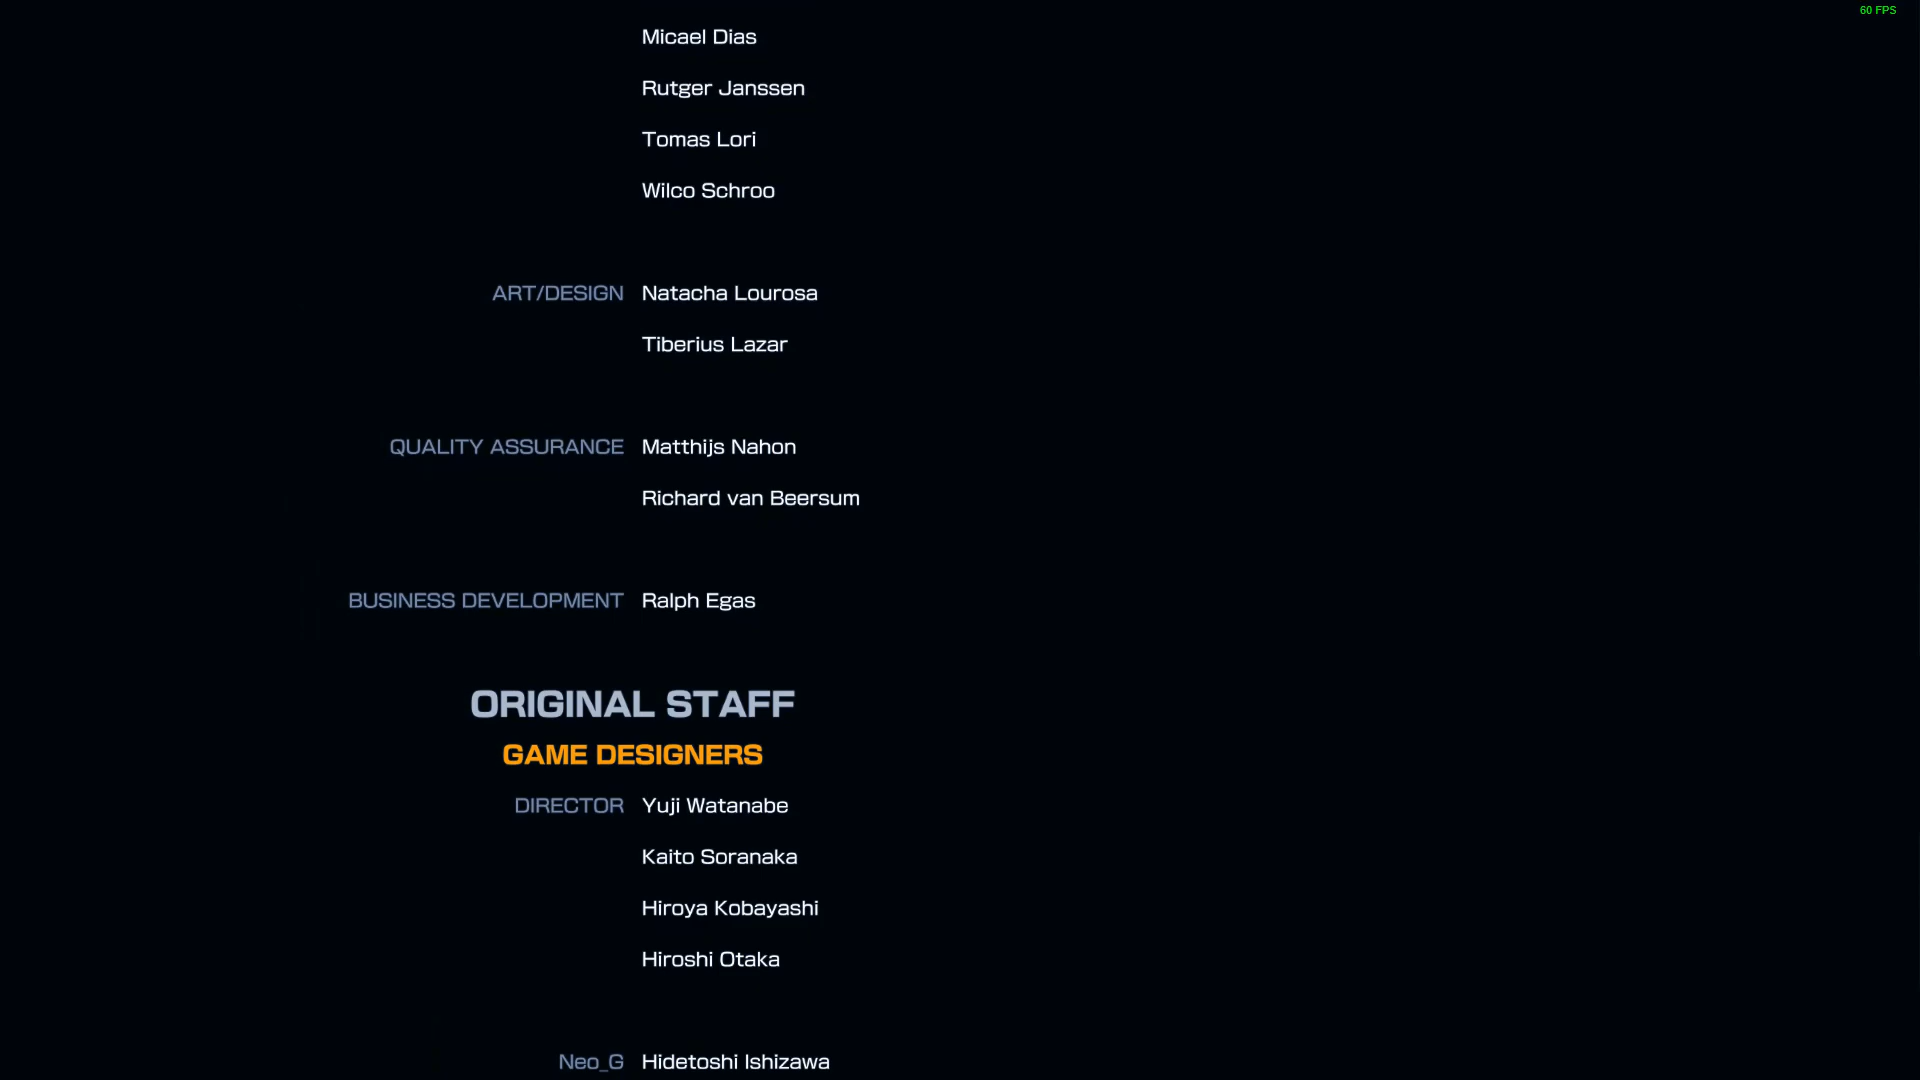 60 FPS
Micael Dias
Rutger Janssen
Tomas Lori
Wilco Schroo
ART/DESIGN Natacha Lourosa
Tiberius Lazar
QUALITY ASSURANCE Matthijs Nahon
Richard van Beersum
BUSINESS DEVELOPMENT Ralph Egas
ORIGINAL STAFF
GAME DESIGNERS
DIRECTOR Yuji Watanabe
Kaito Soranaka
Hiroya Kobayashi
Hiroshi Otaka
Neo_G Hidetoshi Ishizawa